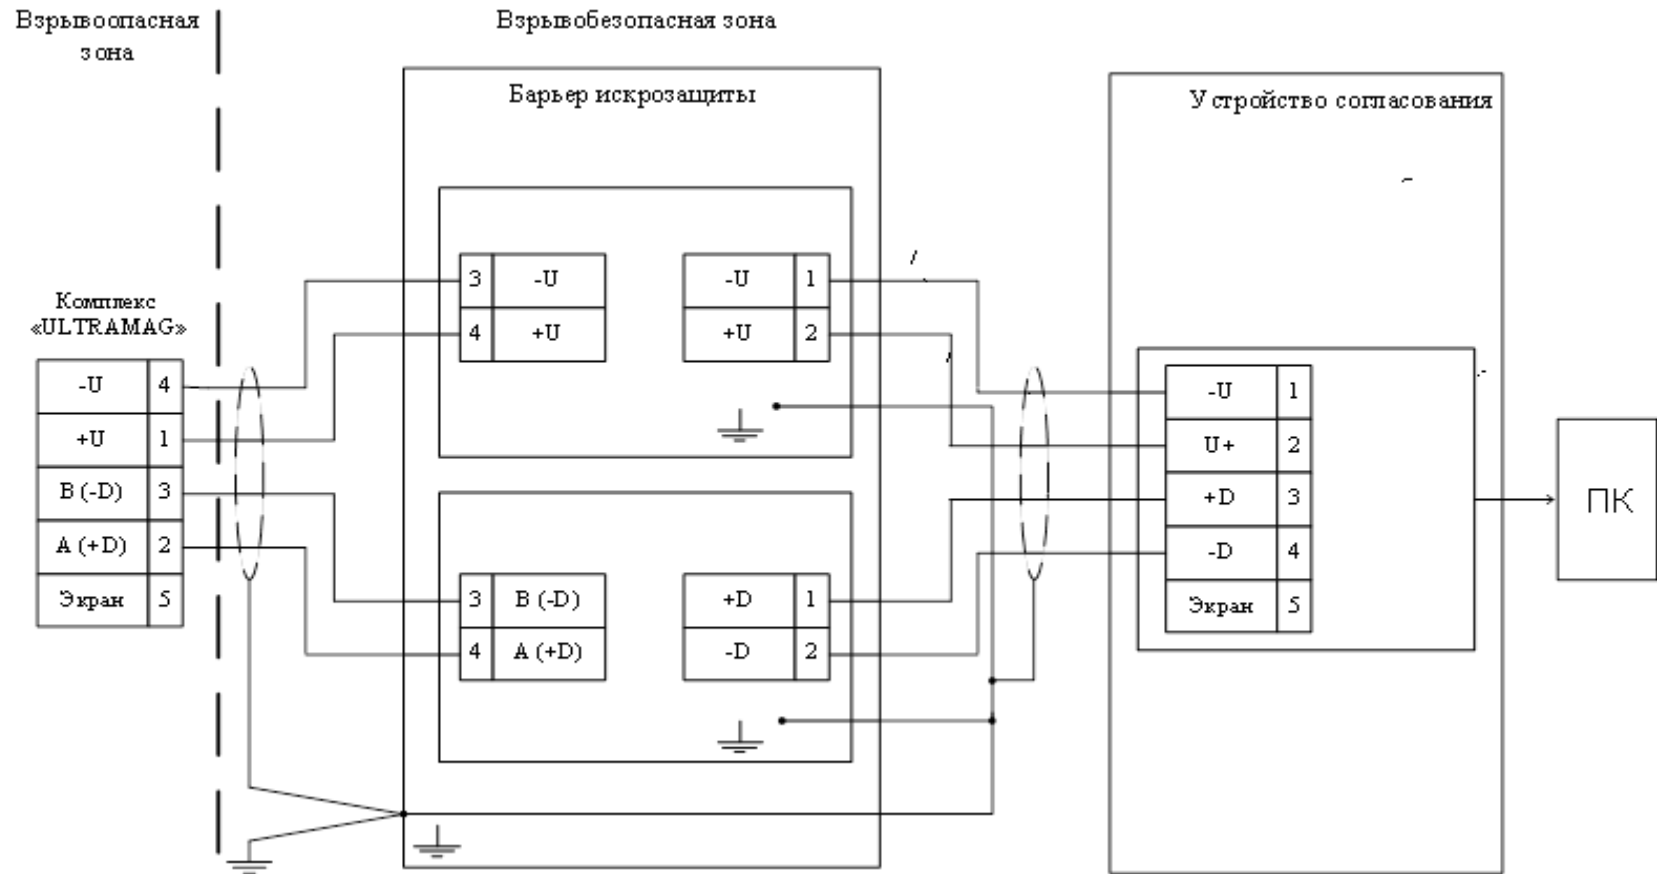 Взрывоопасная
зона
Взрывобезопасная зона
Барьер искрозащиты
Устройство согласования
Комплекс
«ULTRAMAG»
-U 4
+U 1
B (-D) 3
A (+D) 2
Экран 5
3 -U
4 +U
-U 1
+U 2
3 B (-D)
4 A (+D)
+D 1
-D 2
-U 1
U+ 2
+D 3
-D 4
Экран 5
ПК